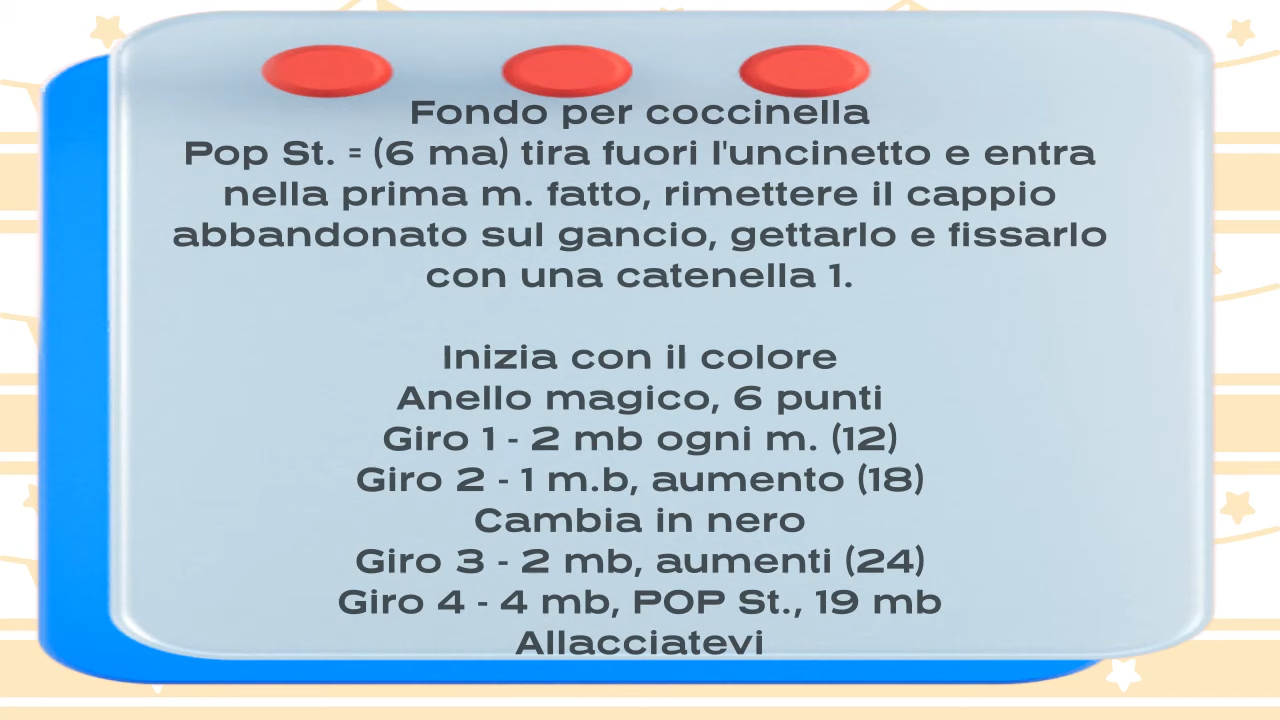 Fondo per coccinella
Pop St. = (6 ma) tira fuori l'uncinetto e entra
nella prima m. fatto, rimettere il cappio
abbandonato sul gancio, gettarlo e fissarlo
con una catenella 1.
Inizia con il colore
Anello magico, 6 punti
Giro 1 - 2 mb ogni m. (12)
Giro 2 - 1 m.b, aumento (18)
Cambia in nero
Giro 3 - 2 mb, aumenti (24)
Giro 4 - 4 mb, POP St., 19 mb
Allacciatevi